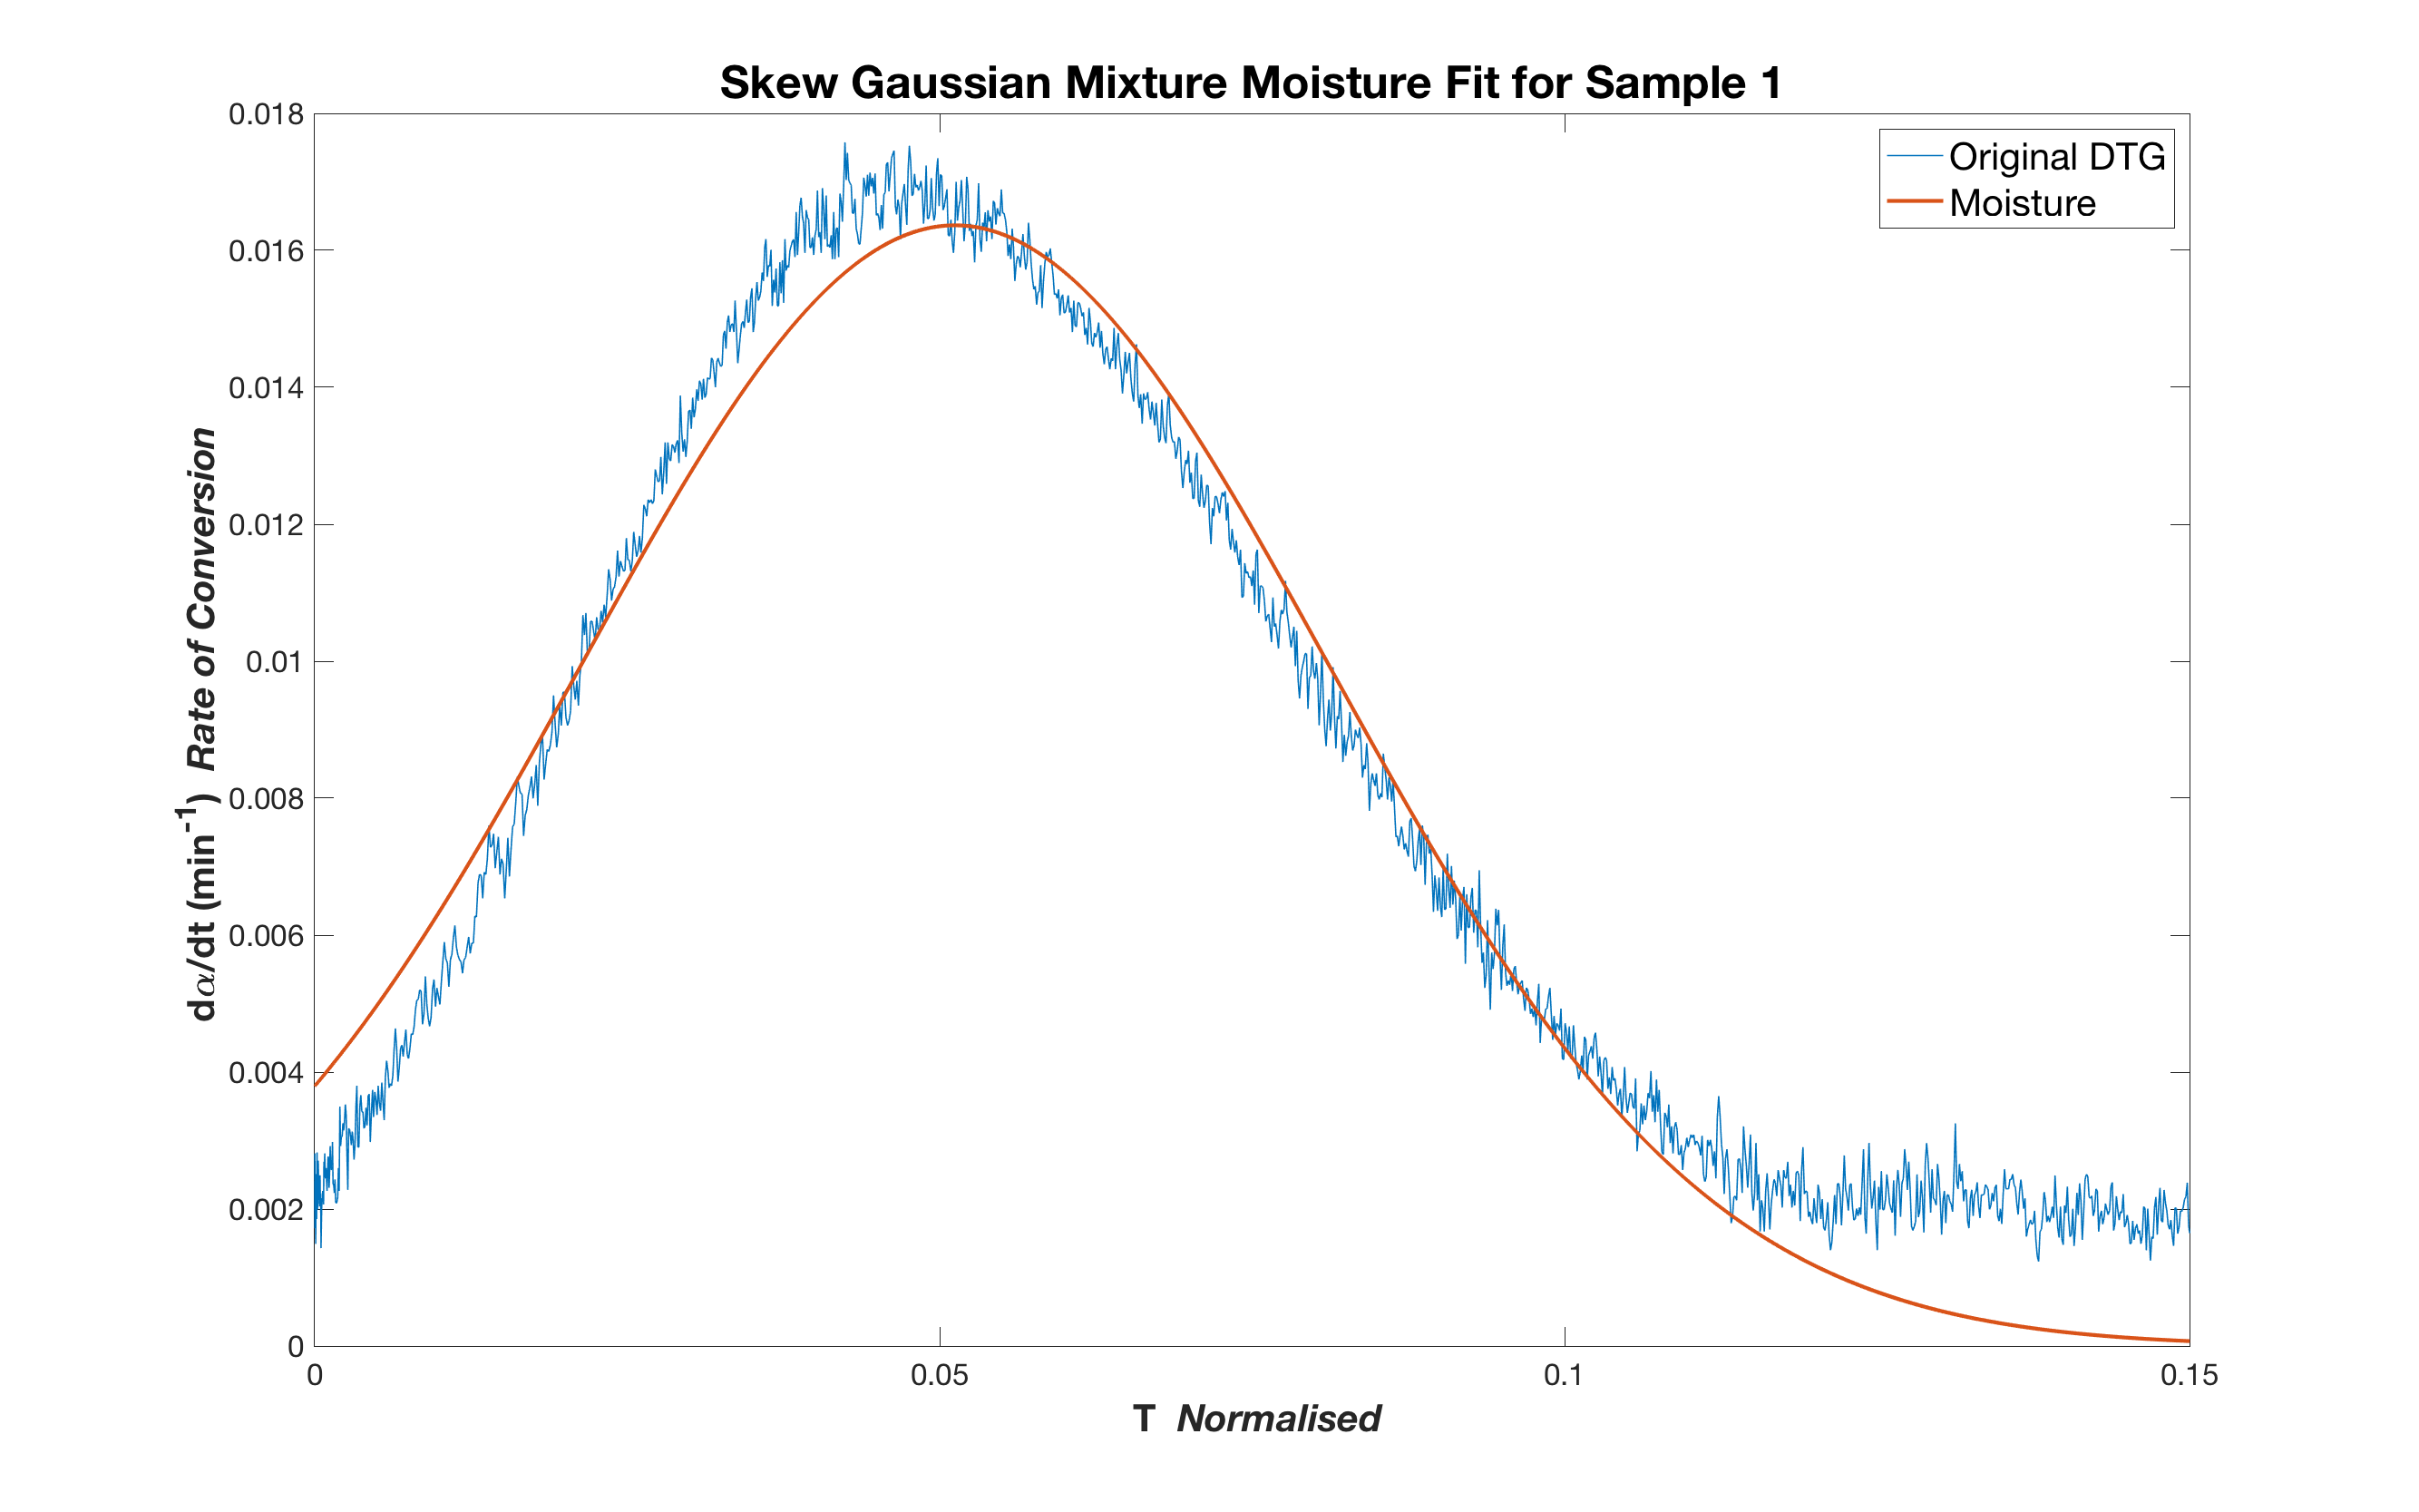 Skew Gaussian Mixture Moisture Fit for Sample 1
Original DTG
Moisture
0.018
0.016
0.014
0.012
0.01
0.008
0.006
0.004
0.002
0
dα/dt (min⁻¹) Rate of Conversion
0 0.05 0.1 0.15
T Normalised